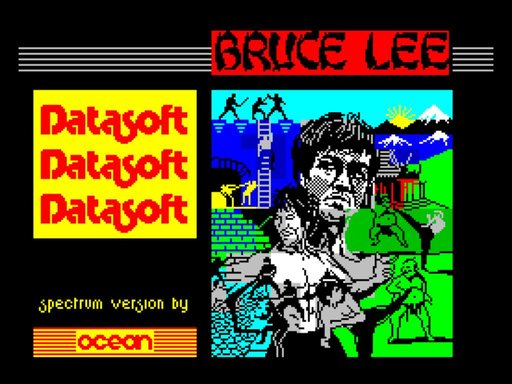 BRUCE LEE
Datasoft
Datasoft
Datasoft
spectrum version by
ocean